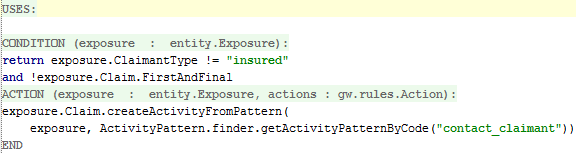 USES:
CONDITION (exposure : entity.Exposure):
return exposure.ClaimantType != "insured"
and !exposure.Claim.FirstAndFinal
ACTION (exposure : entity.Exposure, actions : gw.rules.Action):
exposure.Claim.createActivityFromPattern(
exposure, ActivityPattern.finder.getActivityPatternByCode("contact_claimant"))
END